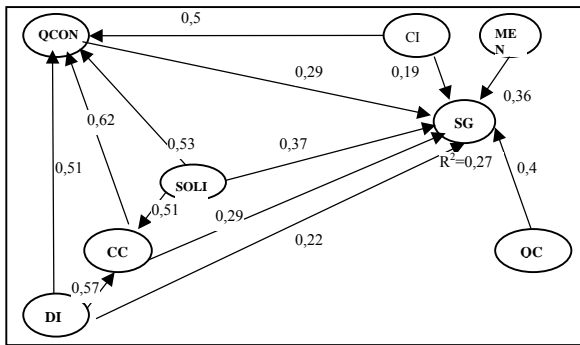 0,5
QCON
CI
ME
N
0,29
0,19
0,36
0,62
SG
0,53
0,37
0,51
R²=0,27
0,4
SOLI
0,51
0,29
CC
0,22
OC
0,57
DI